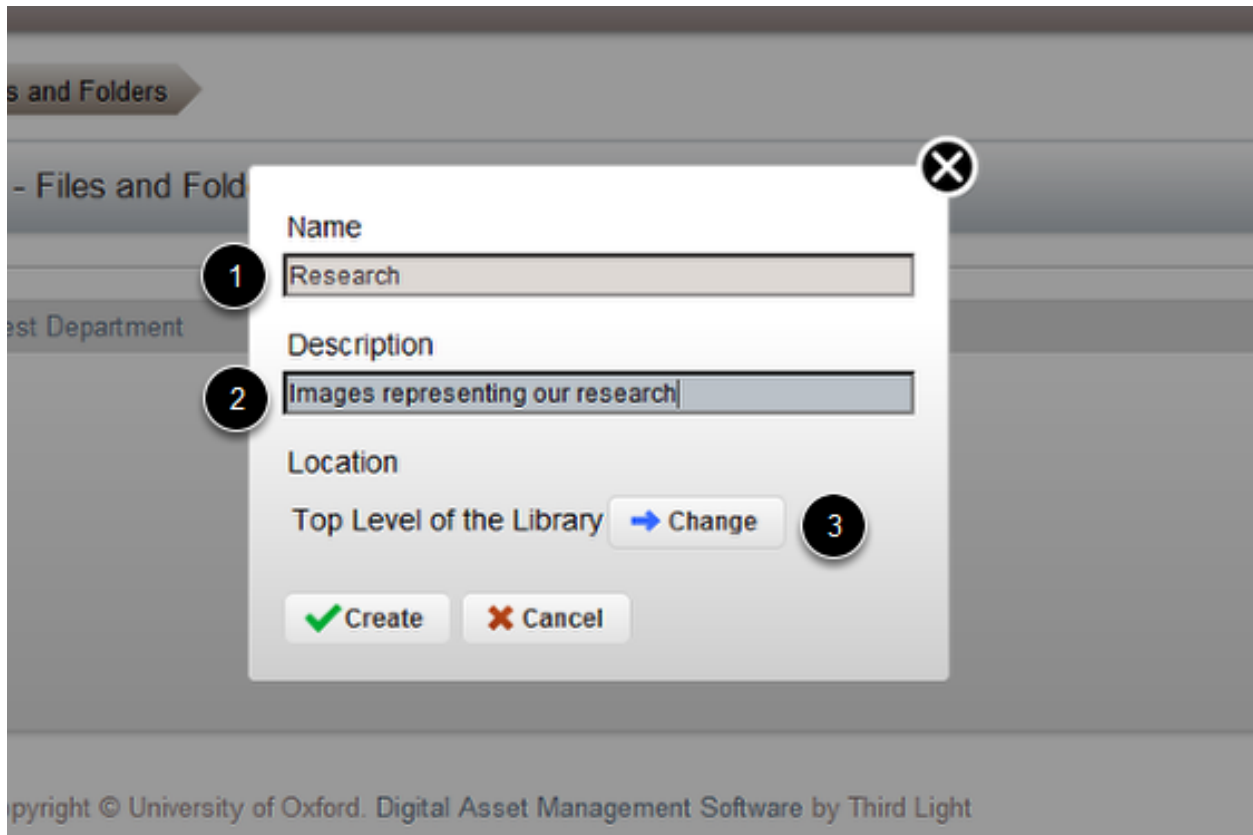 s and Folders
- Files and Fold
Name
1
Research
est Department
Description
2
Images representing our research
Location
Top Level of the Library
Change
3
Create
Cancel
pyright © University of Oxford. Digital Asset Management Software by Third Light